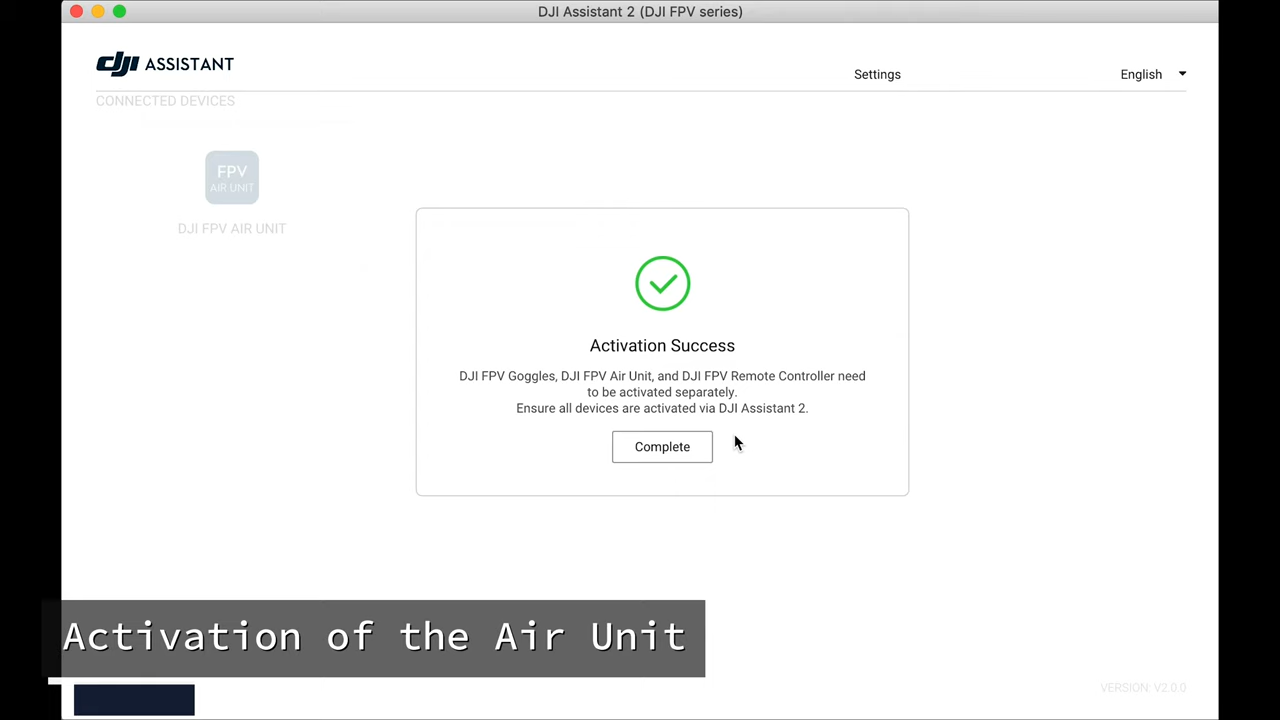 DJI Assistant 2 (DJI FPV series)
dji ASSISTANT
Settings
English
CONNECTED DEVICES
FPV
AIR UNIT
DJI FPV AIR UNIT
Activation Success
DJI FPV Goggles, DJI FPV Air Unit, and DJI FPV Remote Controller need
to be activated separately.
Ensure all devices are activated via DJI Assistant 2.
Complete
Activation of the Air Unit
VERSION: V2.0.0